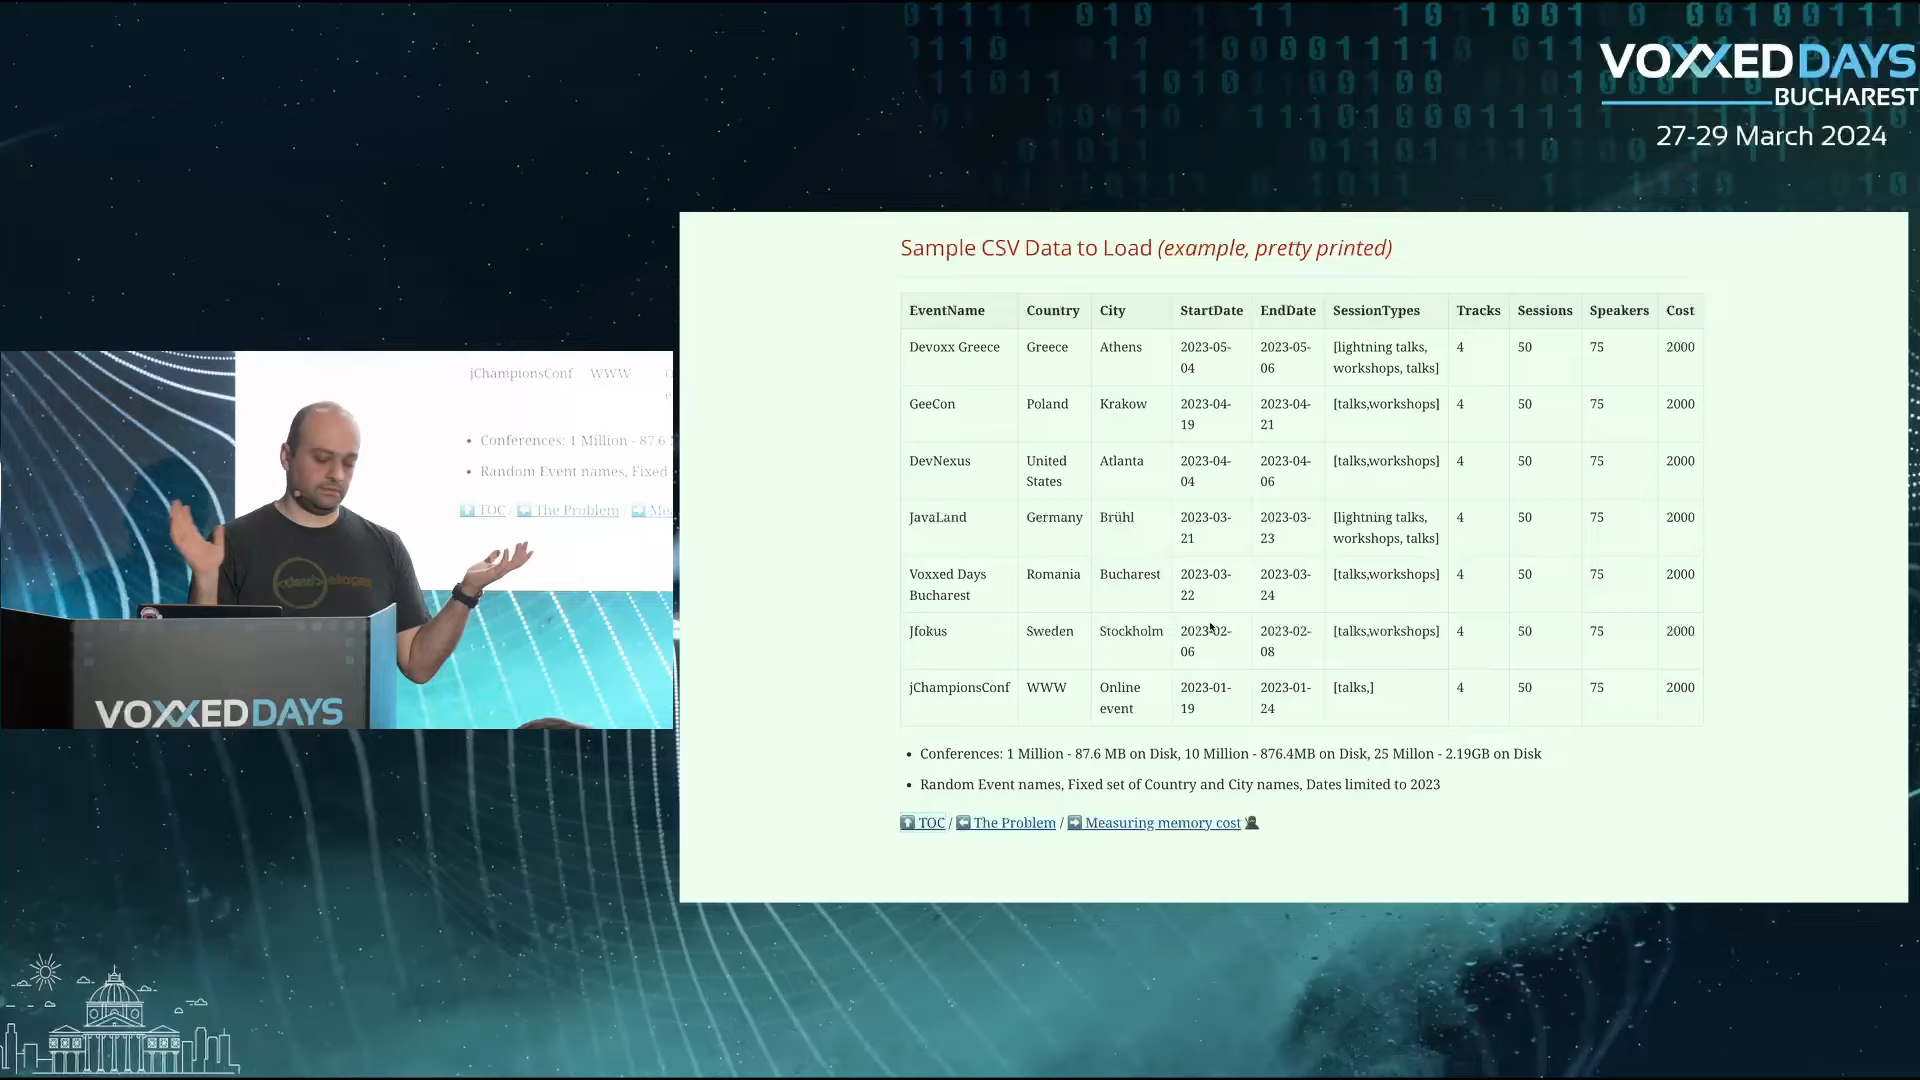 VOXXEDDAYS
BUCHAREST
27-29 March 2024
Sample CSV Data to Load (example, pretty printed)
EventName Country City StartDate EndDate SessionTypes Tracks Sessions Speakers Cost
Devoxx Greece Greece Athens 2023-05- 2023-05- [lightning talks, 4 50 75 2000
04 06 workshops, talks]
GeeCon Poland Krakow 2023-04- 2023-04- [talks,workshops] 4 50 75 2000
19 21
DevNexus United Atlanta 2023-04- 2023-04- [talks,workshops] 4 50 75 2000
States 04 06
JavaLand Germany Brühl 2023-03- 2023-03- [lightning talks, 4 50 75 2000
21 23 workshops, talks]
Voxxed Days Romania Bucharest 2023-03- 2023-03- [talks,workshops] 4 50 75 2000
Bucharest 22 24
Jfokus Sweden Stockholm 2023-02- 2023-02- [talks,workshops] 4 50 75 2000
06 08
jChampionsConf WWW Online 2023-01- 2023-01- [talks,] 4 50 75 2000
event 19 24
• Conferences: 1 Million - 87.6 MB on Disk, 10 Million - 876.4MB on Disk, 25 Millon - 2.19GB on Disk
• Random Event names, Fixed set of Country and City names, Dates limited to 2023
TOC / The Problem / Measuring memory cost
jChampionsConf WWW
• Conferences: 1 Million - 87.6
• Random Event names, Fixed
TOC / The Problem /
VOXXEDDAYS